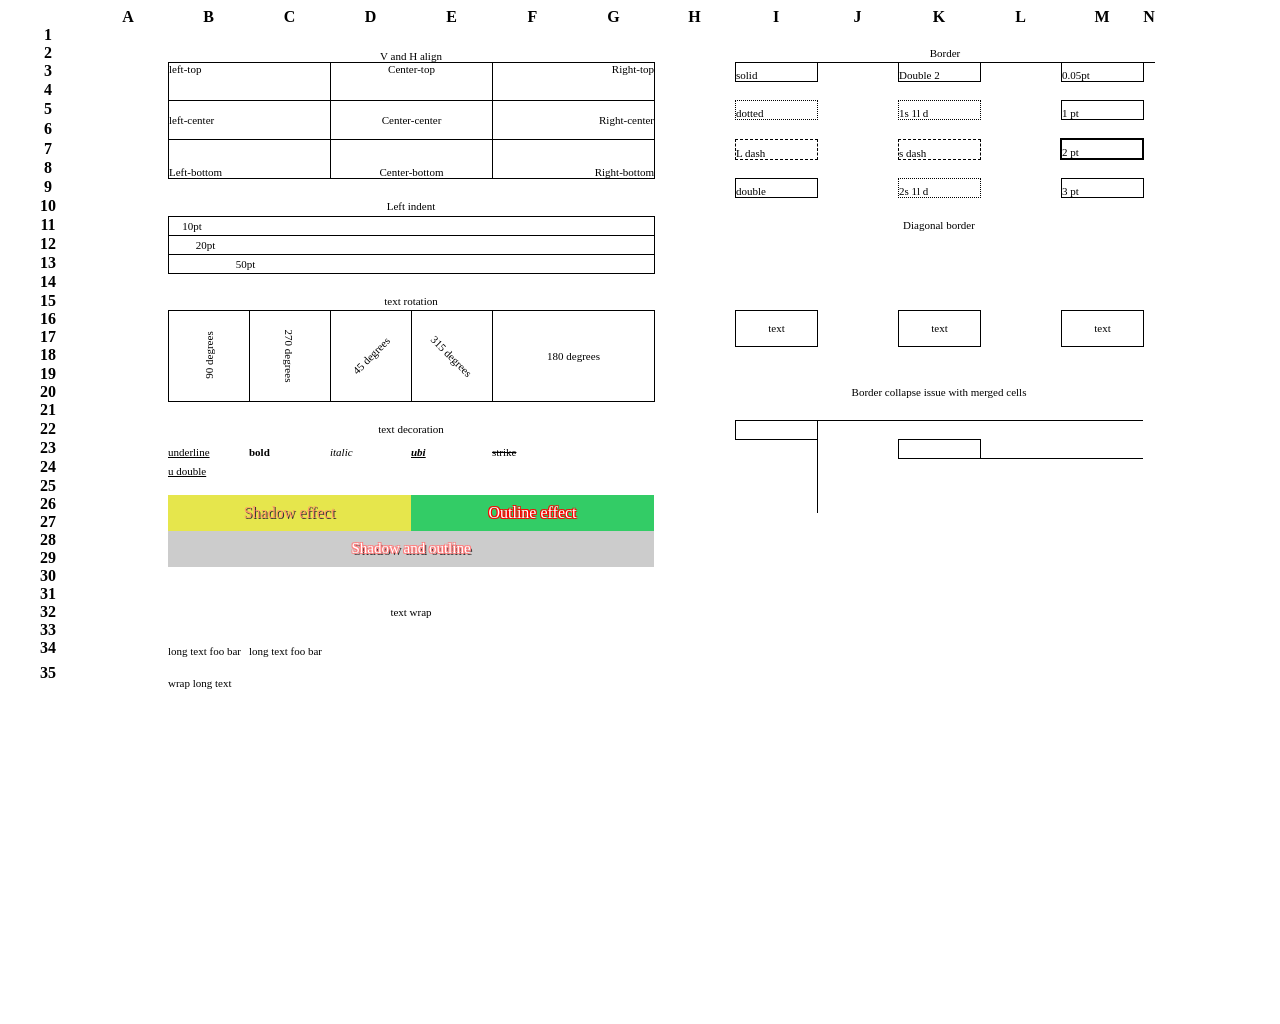 A B C D E F G H I J K L M N
1
2 V and H align Border
3 left-top Center-top Right-top solid Double 2 0.05pt
4
5 dotted 1s 1l d 1 pt
6 left-center Center-center Right-center
7 L dash s dash 2 pt
8 Left-bottom Center-bottom Right-bottom
9 double 2s 1l d 3 pt
10 Left indent
11 10pt Diagonal border
12 20pt
13 50pt
14
15 text rotation
16 text text text
17 90 degrees 270 degrees 45 degrees 315 degrees 180 degrees
18
19
20 Border collapse issue with merged cells
21
22 text decoration
23 underline bold italic ubi strike
24 u double
25
26 Shadow effect Outline effect
27
28 Shadow and outline
29
30
31
32 text wrap
33
34 long text foo bar long text foo bar
35 wrap long text